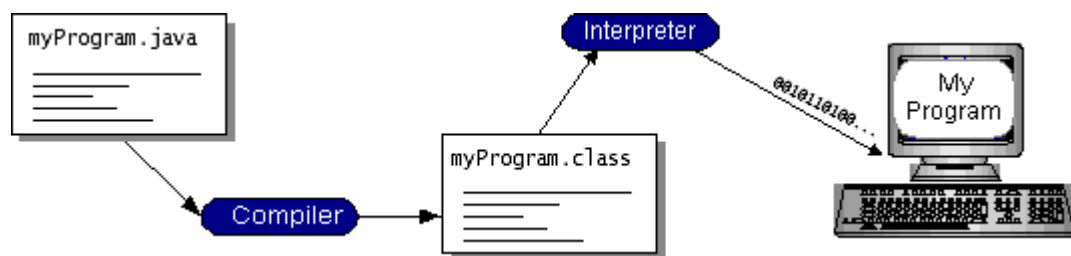 myProgram.java
Compiler
myProgram.class
Interpreter
0010110100...
My
Program